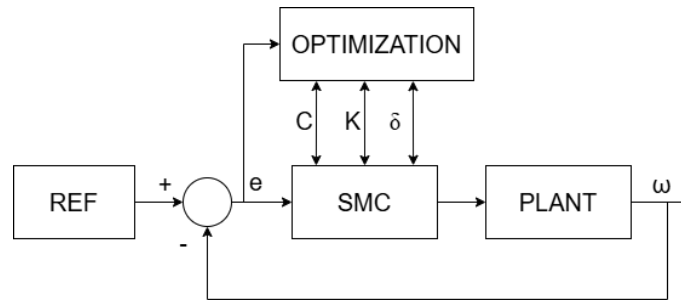 OPTIMIZATION
C K δ
+ e ω
REF SMC PLANT
-